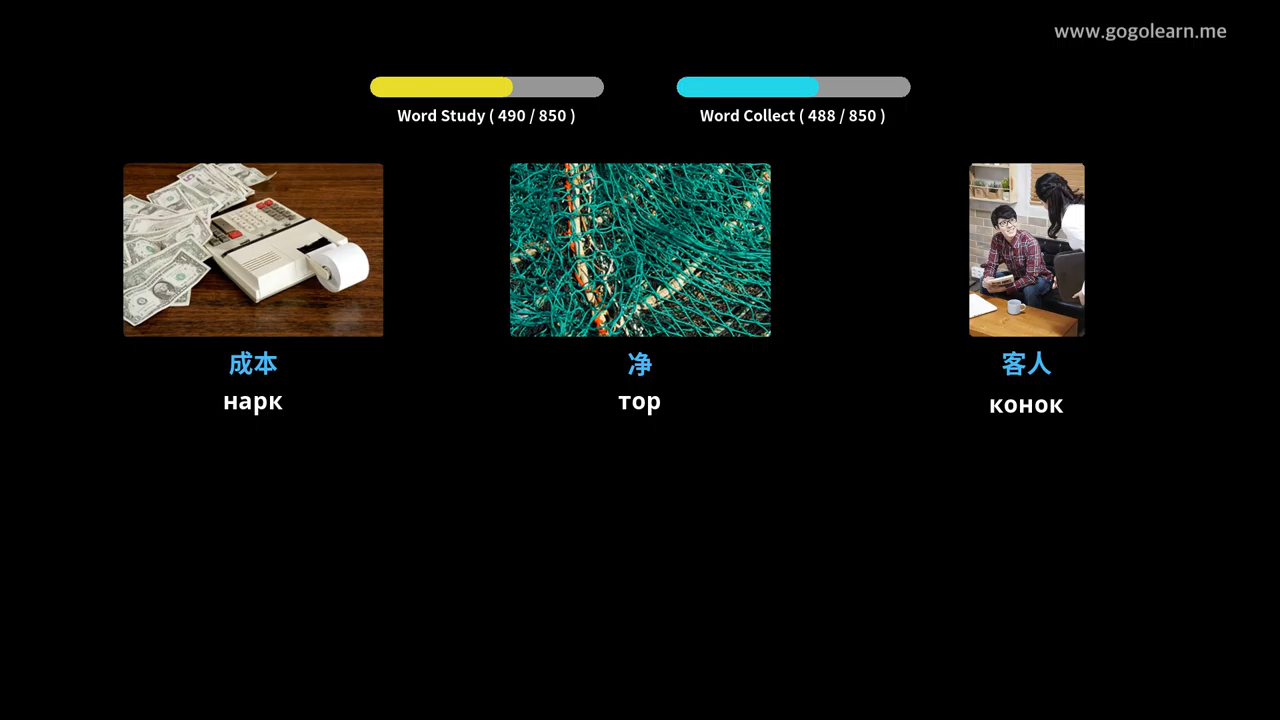 www.gogolearn.me
Word Study ( 490 / 850 )
Word Collect ( 488 / 850 )
成本
нарк
净
тор
客人
конок